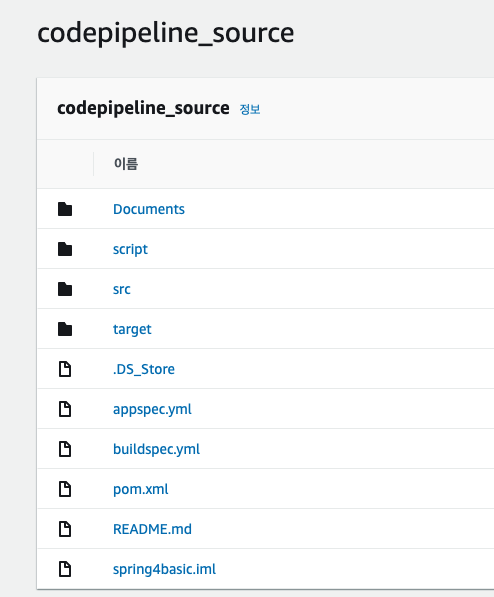 codepipeline_source
codepipeline_source 정보
이름
Documents
script
src
target
.DS_Store
appspec.yml
buildspec.yml
pom.xml
README.md
spring4basic.iml